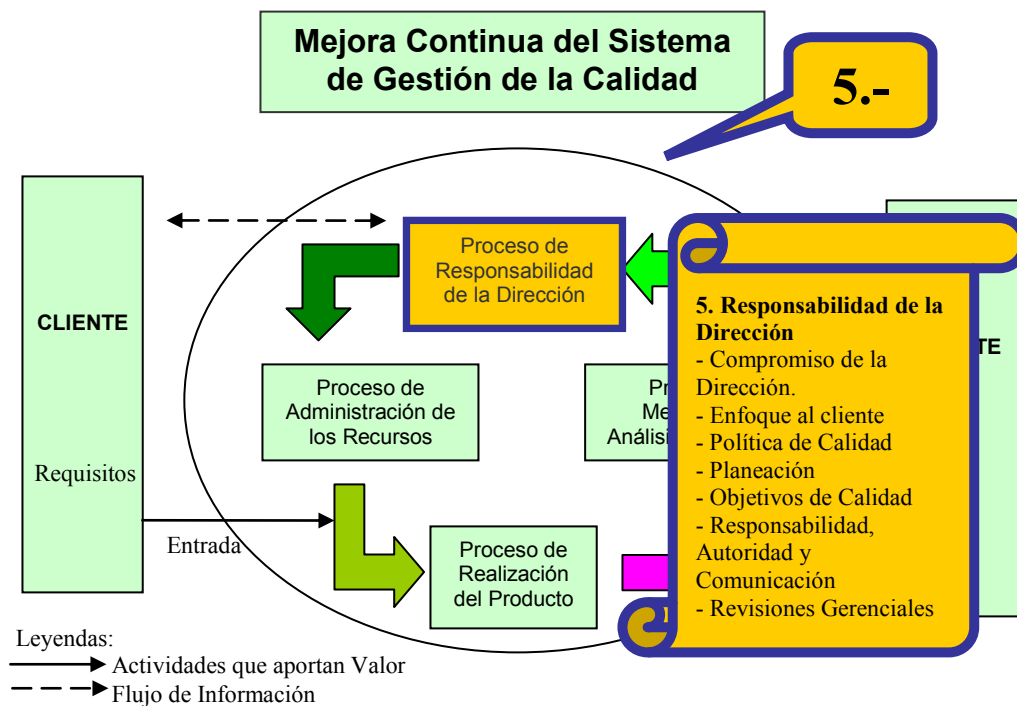 Mejora Continua del Sistema
de Gestión de la Calidad
5.-
CLIENTE
Requisitos
Entrada
Proceso de
Responsabilidad
de la Dirección
Proceso de
Administración de
los Recursos
Análisis
Proceso de
Realización
del Producto
5. Responsabilidad de la
Dirección
- Compromiso de la
Dirección.
- Enfoque al cliente
- Política de Calidad
- Planeación
- Objetivos de Calidad
- Responsabilidad,
Autoridad y
Comunicación
- Revisiones Gerenciales
TE
Leyendas:
Actividades que aportan Valor
Flujo de Información